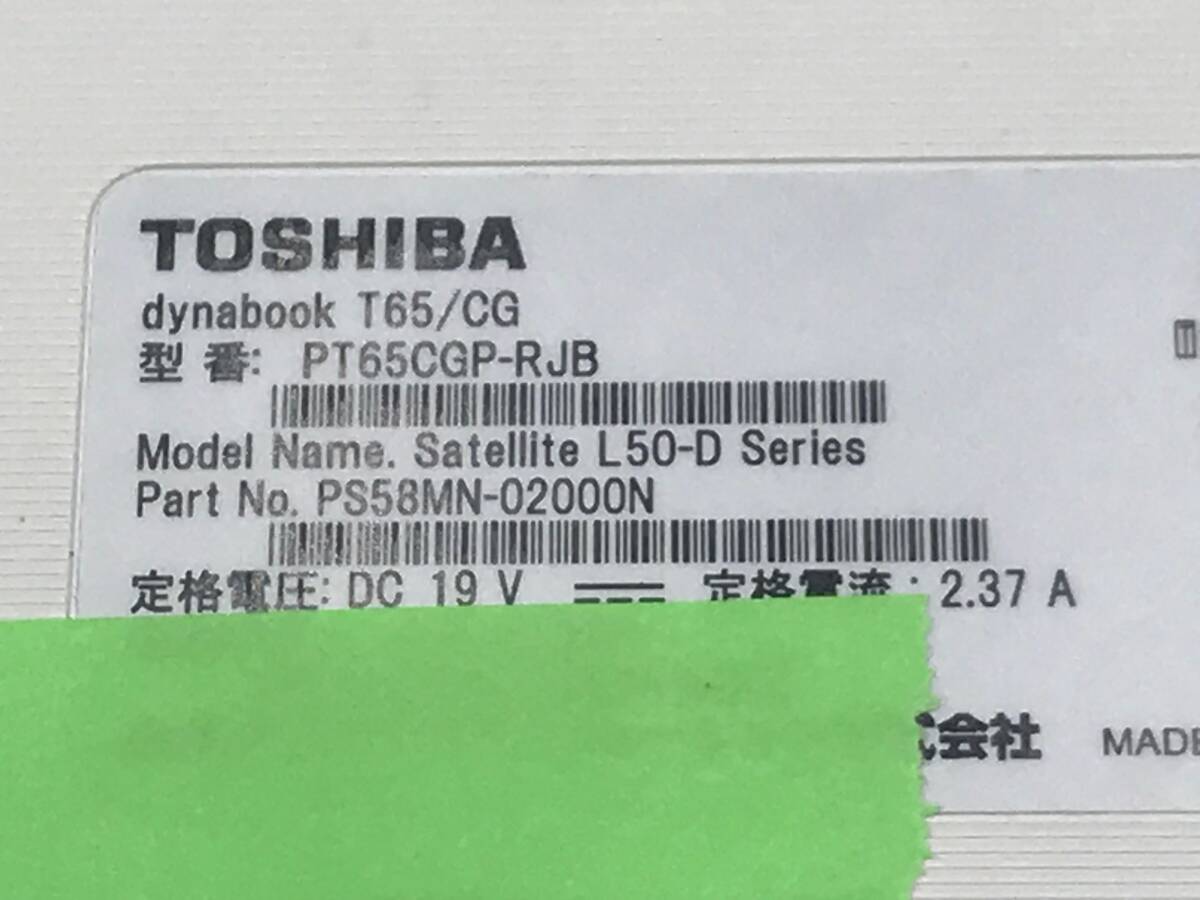 TOSHIBA
dynabook T65/CG
型 番: PT65CGP-RJB
Model Name. Satellite L50-D Series
Part No. PS58MN-02000N
定格電圧: DC 19 V ⎓ 定格電流: 2.37 A
式会社 MADE